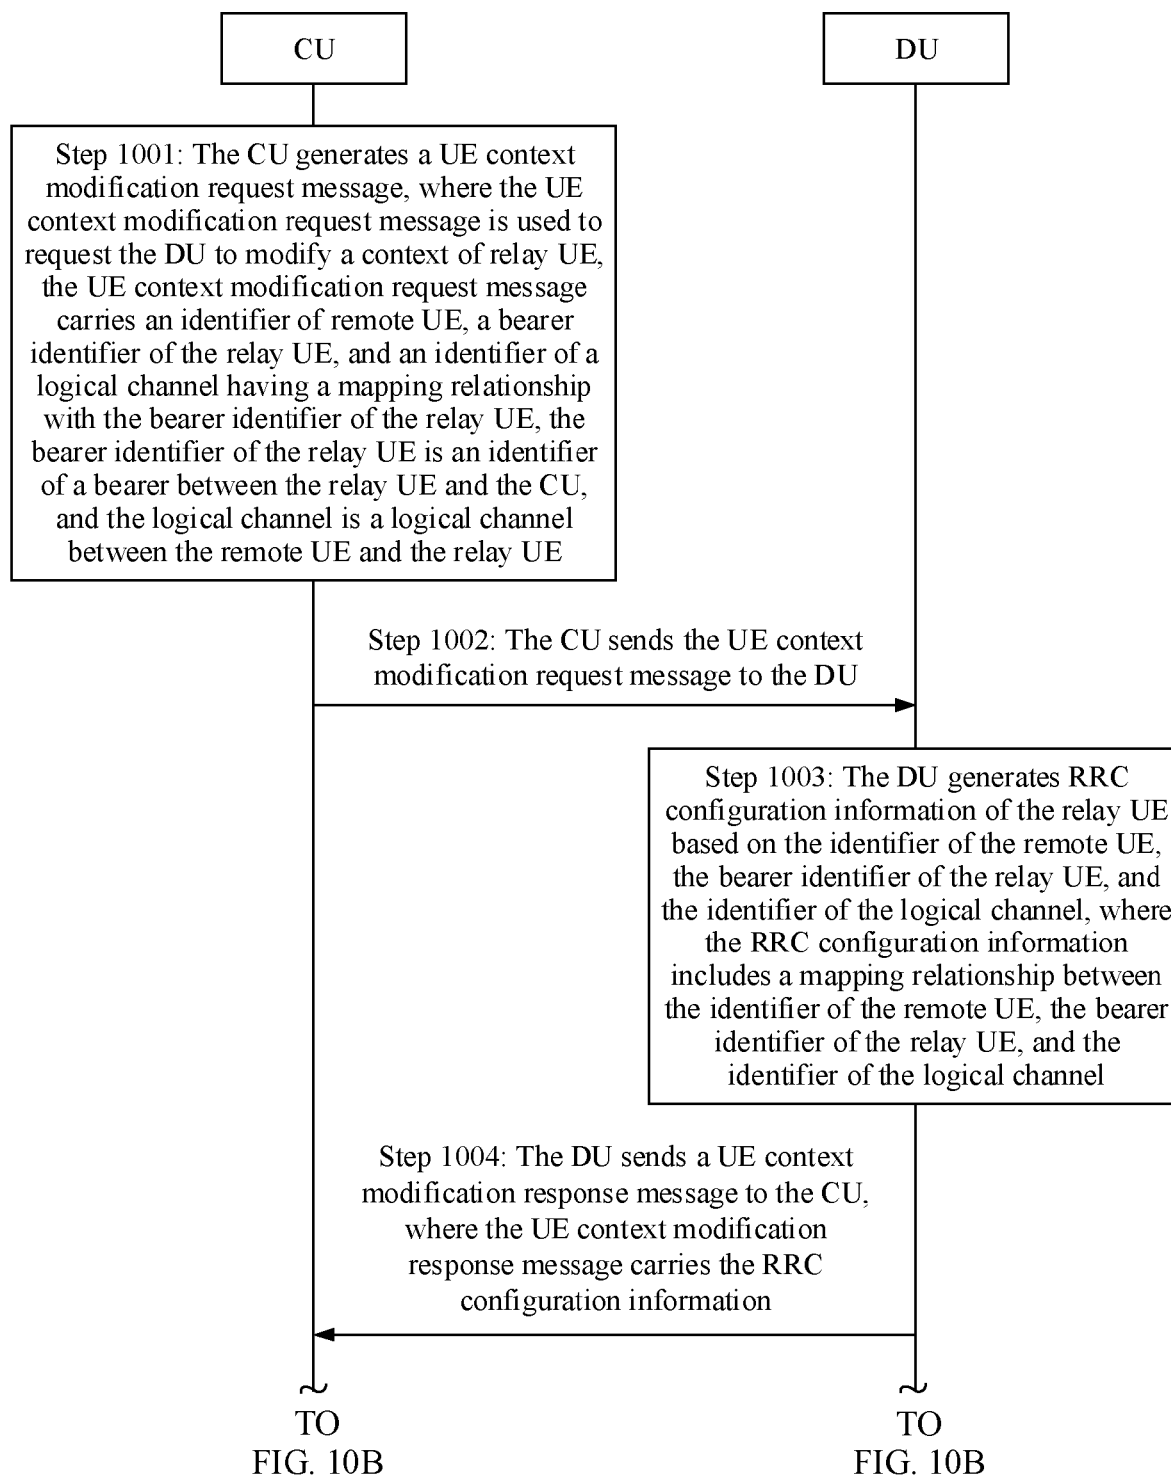 CU
DU
Step 1001: The CU generates a UE context
modification request message, where the UE
context modification request message is used to
request the DU to modify a context of relay UE,
the UE context modification request message
carries an identifier of remote UE, a bearer
identifier of the relay UE, and an identifier of a
logical channel having a mapping relationship
with the bearer identifier of the relay UE, the
bearer identifier of the relay UE is an identifier
of a bearer between the relay UE and the CU,
and the logical channel is a logical channel
between the remote UE and the relay UE
Step 1002: The CU sends the UE context
modification request message to the DU
Step 1003: The DU generates RRC
configuration information of the relay UE
based on the identifier of the remote UE,
the bearer identifier of the relay UE, and
the identifier of the logical channel, where
the RRC configuration information
includes a mapping relationship between
the identifier of the remote UE, the bearer
identifier of the relay UE, and the
identifier of the logical channel
Step 1004: The DU sends a UE context
modification response message to the CU,
where the UE context modification
response message carries the RRC
configuration information
TO
FIG. 10B
TO
FIG. 10B